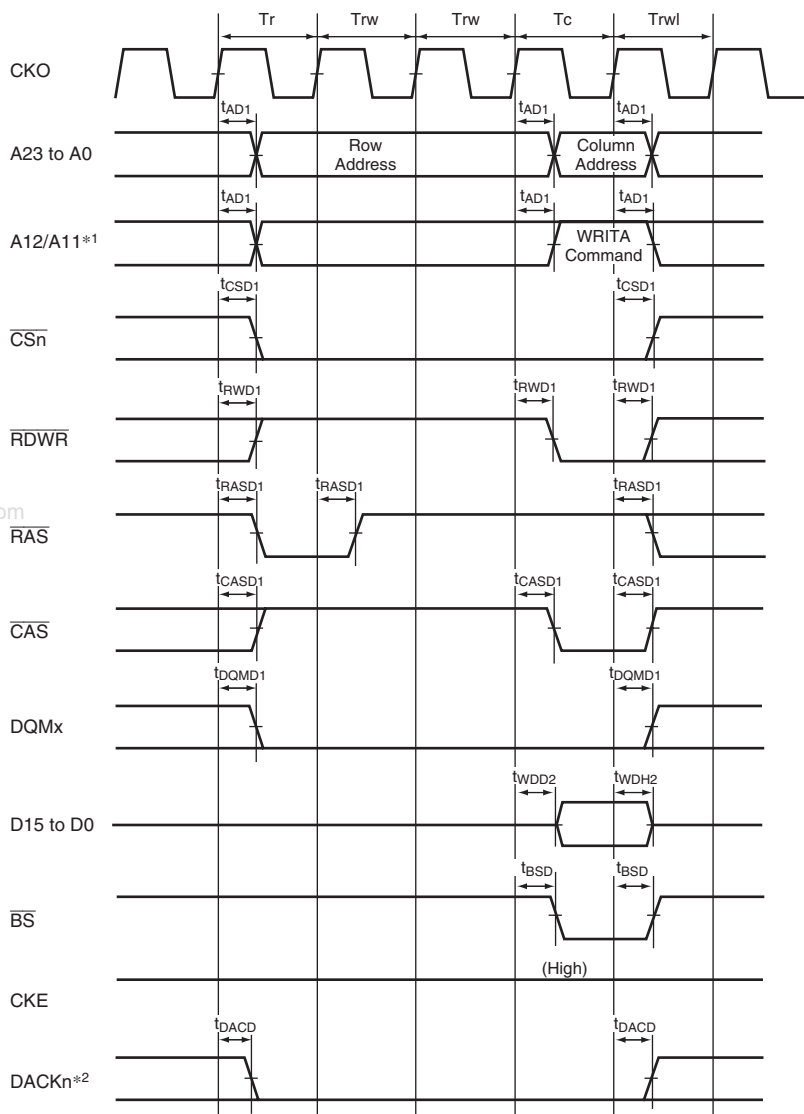 Tr Trw Trw Tc Trwl
CKO
tAD1 tAD1 tAD1
A23 to A0 Row Address Column Address
tAD1 tAD1 tAD1
A12/A11*1 WRITA Command
tCSD1 tCSD1
CSn
tRWD1 tRWD1 tRWD1
RDWR
tRASD1 tRASD1 tRASD1
om
RAS
tCASD1 tCASD1 tCASD1
CAS
tDQMD1 tDQMD1
DQMx
tWDD2 tWDH2
D15 to D0
tBSD tBSD
BS
(High)
CKE
tDACD tDACD
DACKn*2